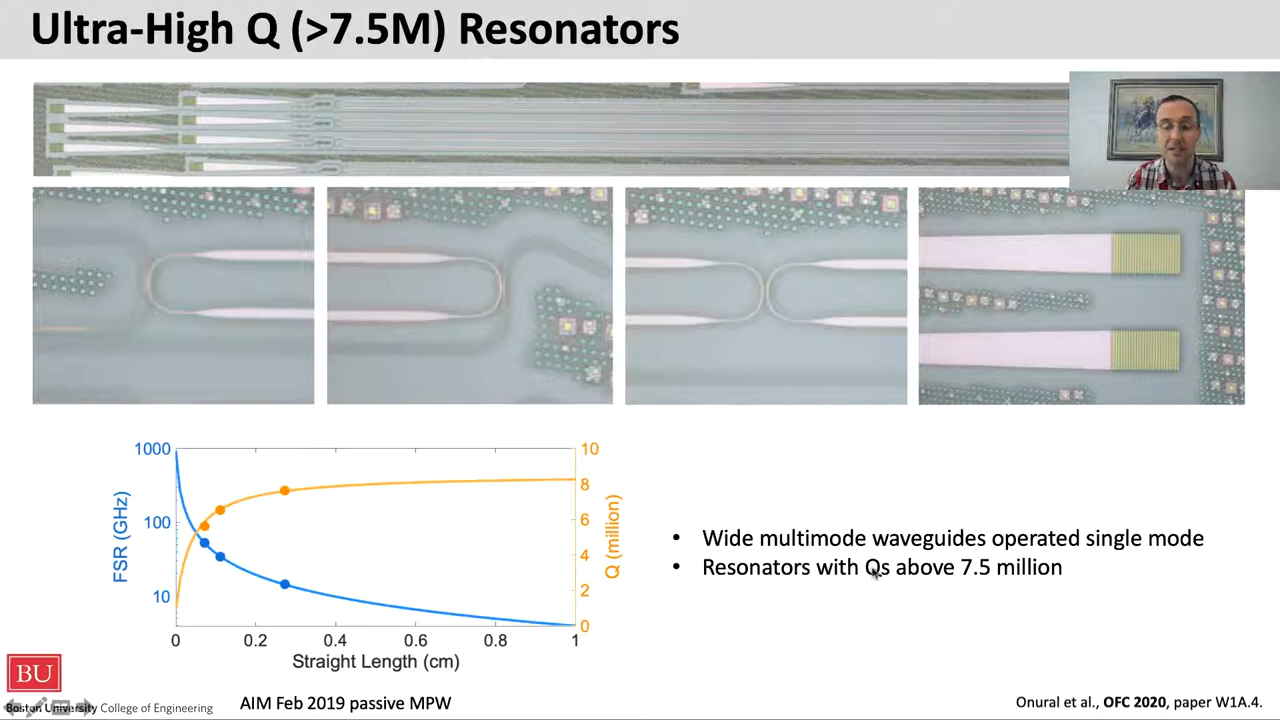 Ultra-High Q (>7.5M) Resonators
1000
100
10
FSR (GHz)
10
8
6
4
2
0
Q (million)
0
0.2
0.4
0.6
0.8
1
Straight Length (cm)
• Wide multimode waveguides operated single mode
• Resonators with Qs above 7.5 million
BU
Boston University College of Engineering
AIM Feb 2019 passive MPW
Onural et al., OFC 2020, paper W1A.4.